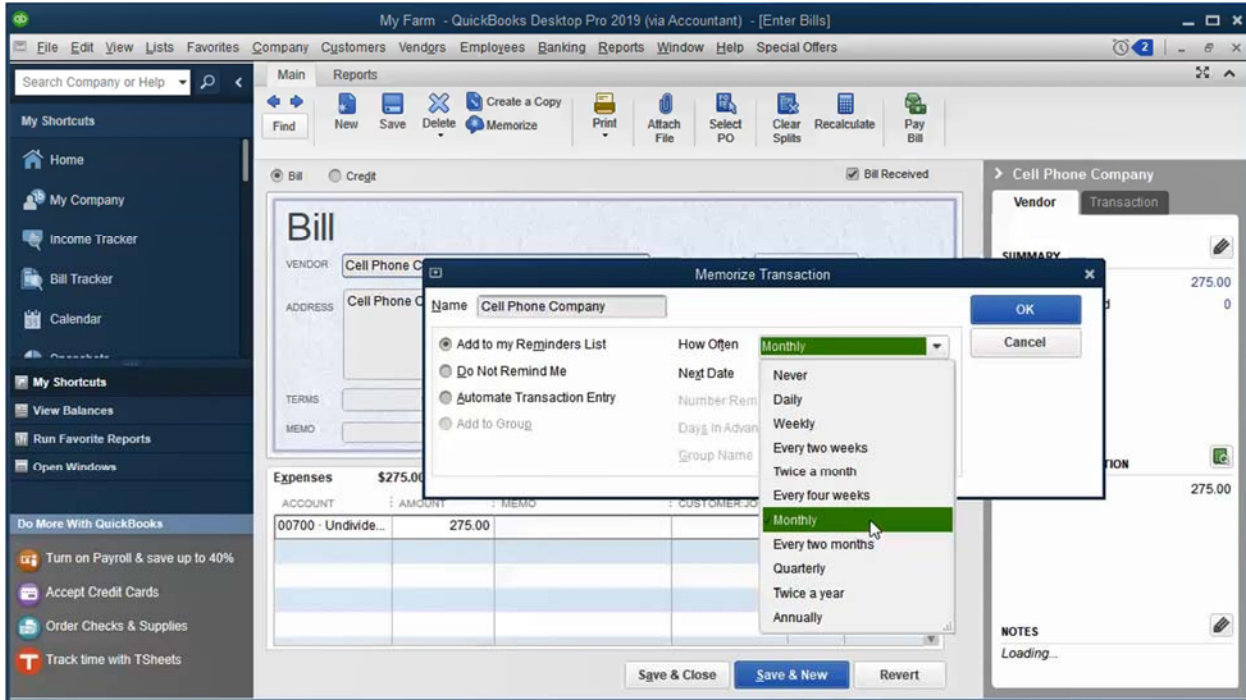 My Farm - QuickBooks Desktop Pro 2019 (via Accountant) - [Enter Bills]
File Edit View Lists Favorites Company Customers Vendors Employees Banking Reports Window Help Special Offers 2
Search Company or Help
My Shortcuts
Home
My Company
Income Tracker
Bill Tracker
Calendar
My Shortcuts
View Balances
Run Favorite Reports
Open Windows
Do More With QuickBooks
Turn on Payroll & save up to 40%
Accept Credit Cards
Order Checks & Supplies
Track time with TSheets
Main Reports
Find New Save Delete Create a Copy
Memorize
Print Attach File Select PO Clear Splits Recalculate Pay Bill
Bill Credit Bill Received
Bill
VENDOR Cell Phone C
ADDRESS Cell Phone C
TERMS
MEMO
Expenses $275.00
ACCOUNT AMOUNT MEMO CUSTOMER:JO
00700 · Undivide... 275.00
Save & Close Save & New Revert
Memorize Transaction
Name Cell Phone Company
OK
Cancel
Add to my Reminders List
Do Not Remind Me
Automate Transaction Entry
Add to Group
How Often Monthly
Next Date
Number Rem
Days In Advan
Group Name
Never
Daily
Weekly
Every two weeks
Twice a month
Every four weeks
Monthly
Every two months
Quarterly
Twice a year
Annually
Cell Phone Company
Vendor Transaction
SUMMARY
275.00
0
TION
275.00
NOTES
Loading...